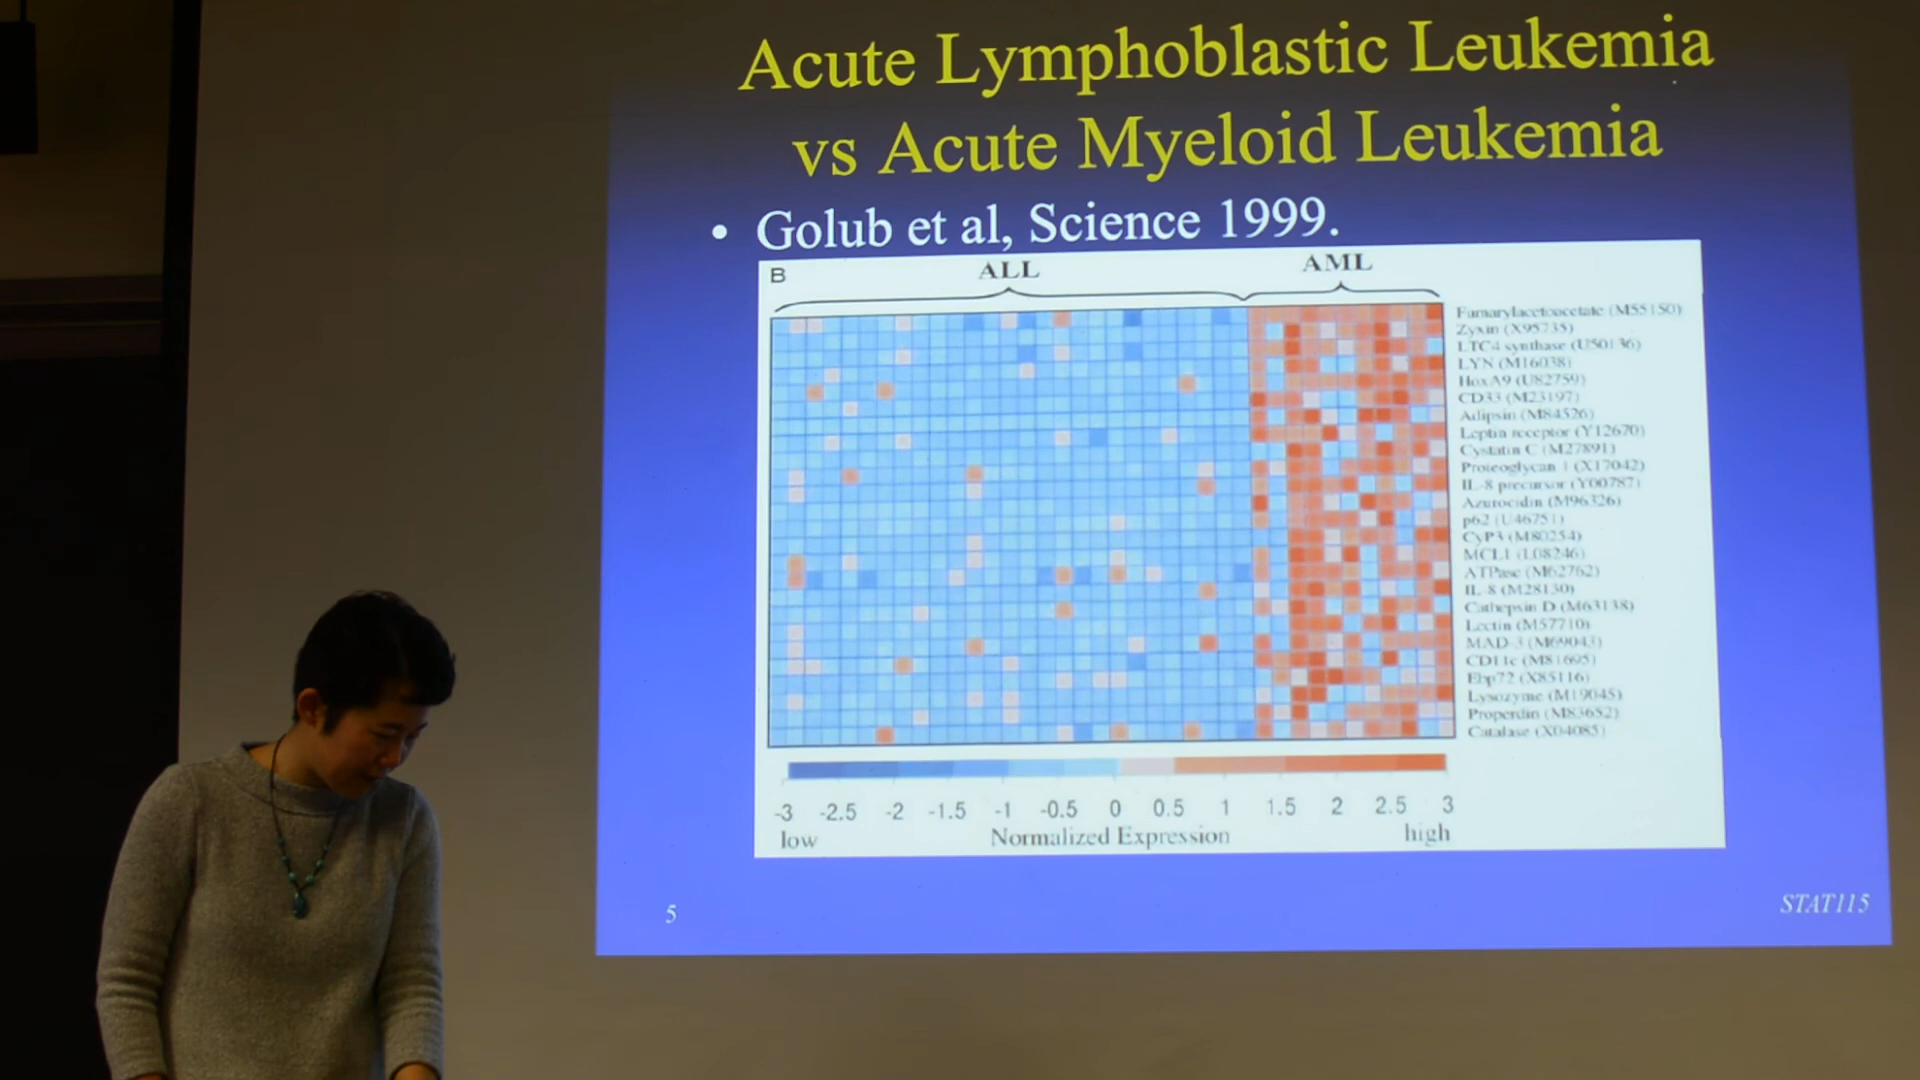 Acute Lymphoblastic Leukemia
vs Acute Myeloid Leukemia
• Golub et al, Science 1999.
B
ALL
AML
Fumarylacetoacetate (M55150)
Zyxin (X95735)
LTC4 synthase (U50136)
LYN (M16038)
HoxA9 (U82759)
CD33 (M23197)
Adipsin (M84526)
Leptin receptor (Y12670)
Cystatin C (M27891)
Proteoglycan 1 (X17042)
IL-8 precursor (Y00787)
Azurocidin (M96326)
p62 (U46751)
CyP3 (M80254)
MCL1 (L08246)
ATPase (M62762)
IL-8 (M28130)
Cathepsin D (M63138)
Lectin (M57710)
MAD-3 (M69043)
CD11c (M81695)
Ebp72 (X85116)
Lysozyme (M19045)
Properdin (M83652)
Catalase (X04085)
-3 -2.5 -2 -1.5 -1 -0.5 0 0.5 1 1.5 2 2.5 3
low Normalized Expression high
5
STAT115